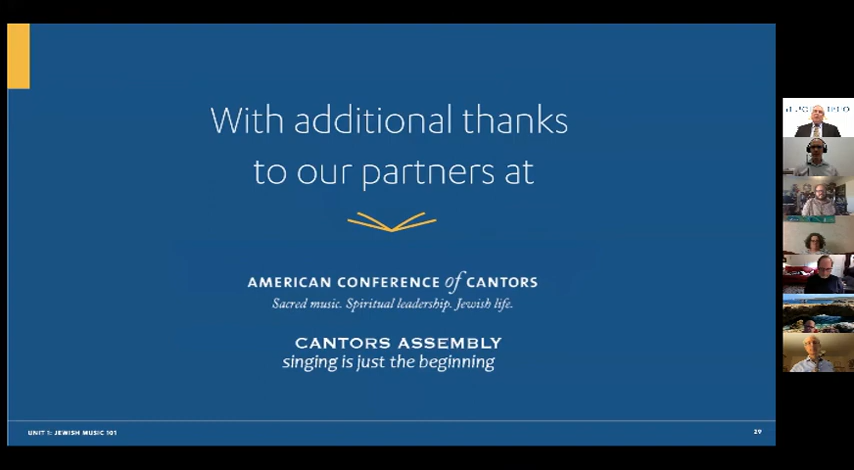 With additional thanks
to our partners at
AMERICAN CONFERENCE of CANTORS
Sacred music. Spiritual leadership. Jewish life.
CANTORS ASSEMBLY
singing is just the beginning
UNIT 1: JEWISH MUSIC 101
29